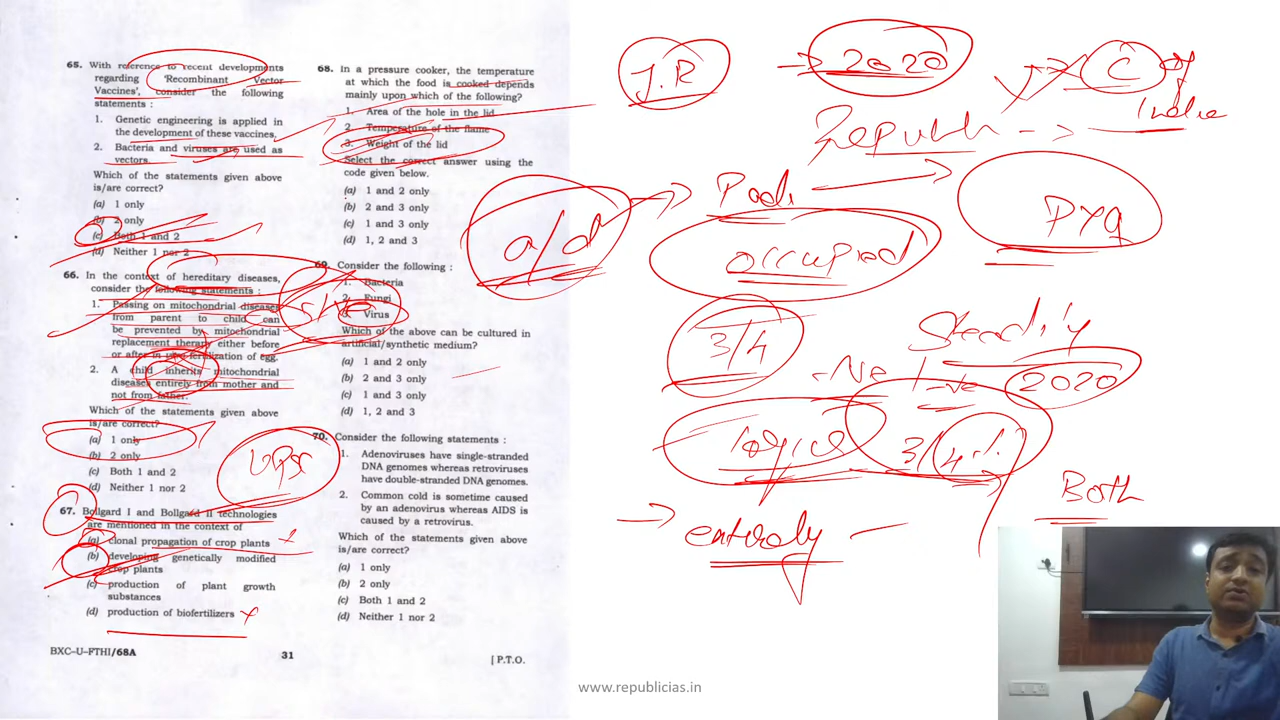 65. With reference to recent developments
regarding 'Recombinant Vector
Vaccines', consider the following
statements :
1. Genetic engineering is applied in
the development of these vaccines.
2. Bacteria and viruses are used as
vectors.
Which of the statements given above
is/are correct?
(a) 1 only
(b) 2 only
(c) Both 1 and 2
(d) Neither 1 nor 2
66. In the context of hereditary diseases,
consider the following statements :
1. Passing on mitochondrial diseases
from parent to child can
be prevented by mitochondrial
replacement therapy either before
or after in vitro fertilization of egg.
2. A child inherits mitochondrial
diseases entirely from mother and
not from father.
Which of the statements given above
is/are correct?
(a) 1 only
(b) 2 only
(c) Both 1 and 2
(d) Neither 1 nor 2
67. Bollgard I and Bollgard II technologies
are mentioned in the context of
(a) clonal propagation of crop plants
(b) developing genetically modified
crop plants
(c) production of plant growth
substances
(d) production of biofertilizers
BXC-U-FTHI/68A
31
68. In a pressure cooker, the temperature
at which the food is cooked depends
mainly upon which of the following?
1. Area of the hole in the lid
2. Temperature of the flame
3. Weight of the lid
Select the correct answer using the
code given below.
(a) 1 and 2 only
(b) 2 and 3 only
(c) 1 and 3 only
(d) 1, 2 and 3
69. Consider the following :
1. Bacteria
2. Fungi
3. Virus
Which of the above can be cultured in
artificial/synthetic medium?
(a) 1 and 2 only
(b) 2 and 3 only
(c) 1 and 3 only
(d) 1, 2 and 3
70. Consider the following statements :
1. Adenoviruses have single-stranded
DNA genomes whereas retroviruses
have double-stranded DNA genomes.
2. Common cold is sometime caused
by an adenovirus whereas AIDS is
caused by a retrovirus.
Which of the statements given above
is/are correct?
(a) 1 only
(b) 2 only
(c) Both 1 and 2
(d) Neither 1 nor 2
[ P.T.O.
J.R → 2020
C of
India
a/d
PYQ
occupied
3/4
Steadily
2020
3/4
Both
→ entirely
UPSC
www.republicias.in